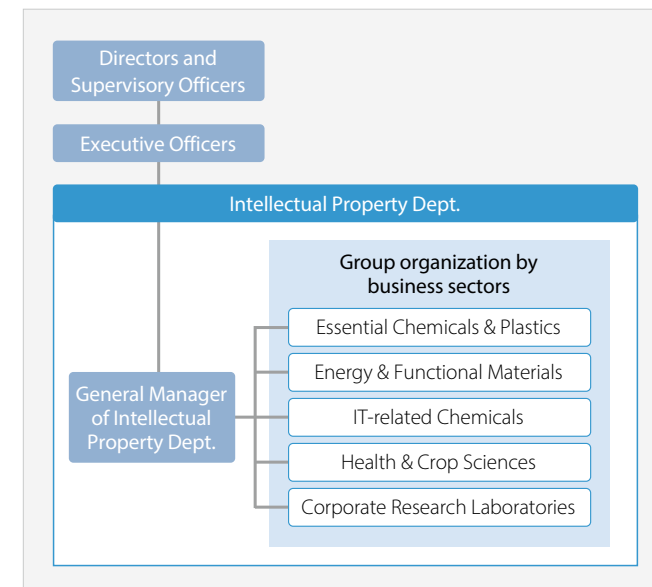 Directors and
Supervisory Officers
Executive Officers
Intellectual Property Dept.
Group organization by
business sectors
Essential Chemicals & Plastics
Energy & Functional Materials
General Manager
of Intellectual
Property Dept.
IT-related Chemicals
Health & Crop Sciences
Corporate Research Laboratories